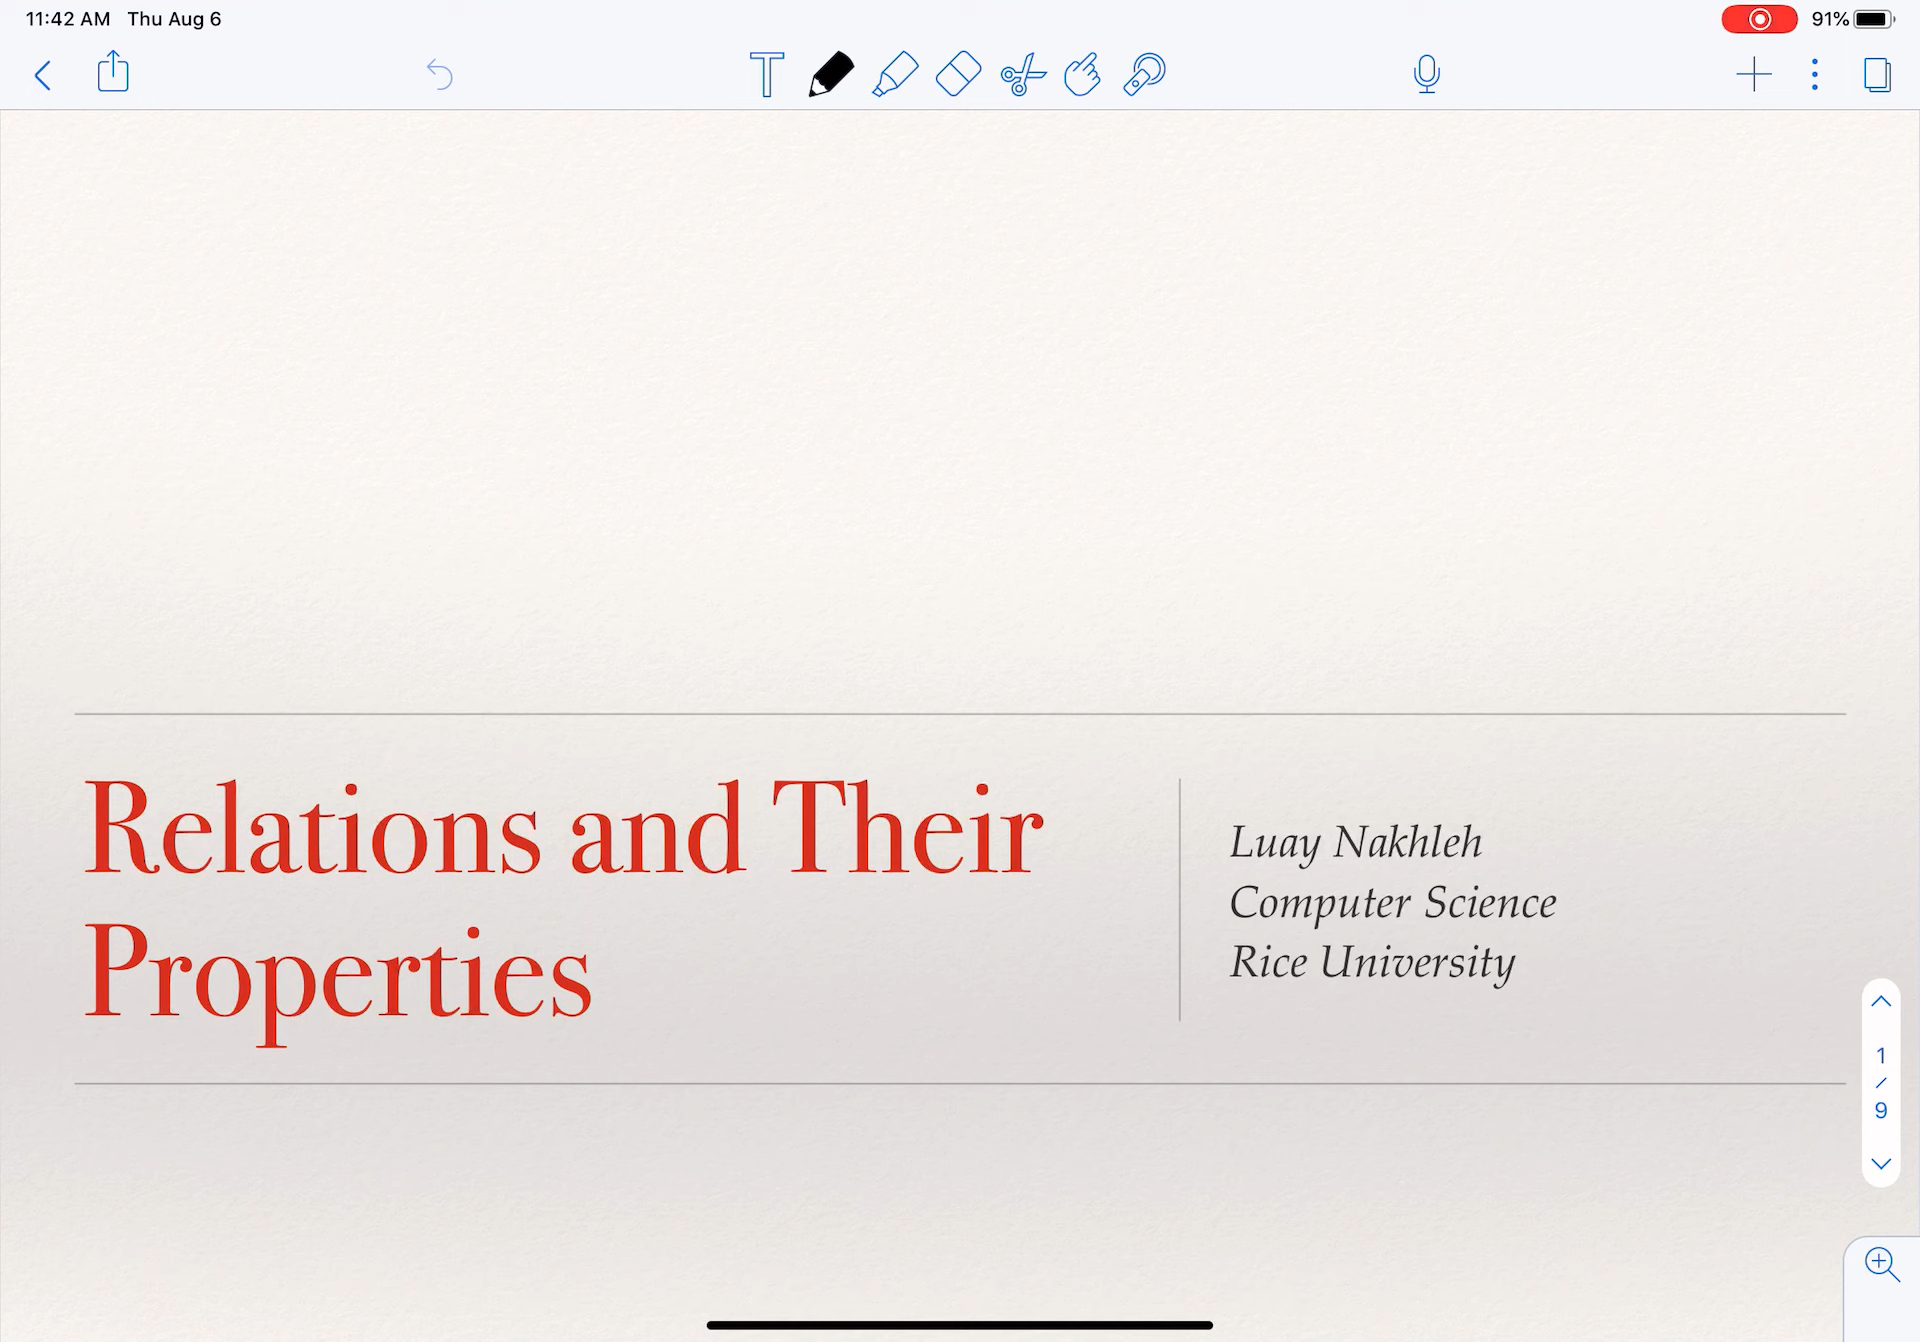 11:42 AM Thu Aug 6
91%
Relations and Their
Properties
Luay Nakhleh
Computer Science
Rice University
1
/
9